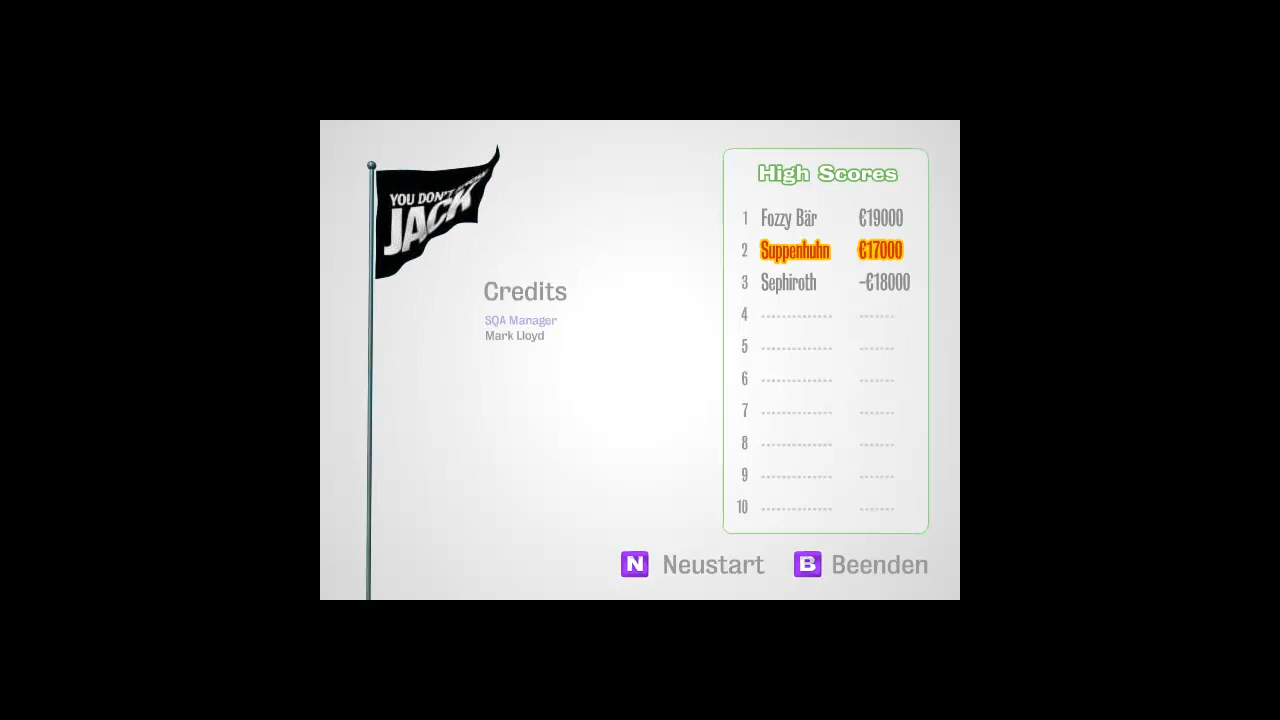 YOU DON'T
JACK
High Scores
1 Fozzy Bär €19000
2 Suppenhuhn €17000
3 Sephiroth -€18000
4 ------------- -------
5 ------------- -------
6 ------------- -------
7 ------------- -------
8 ------------- -------
9 ------------- -------
10 ------------- -------
Credits
SQA Manager
Mark Lloyd
N Neustart B Beenden